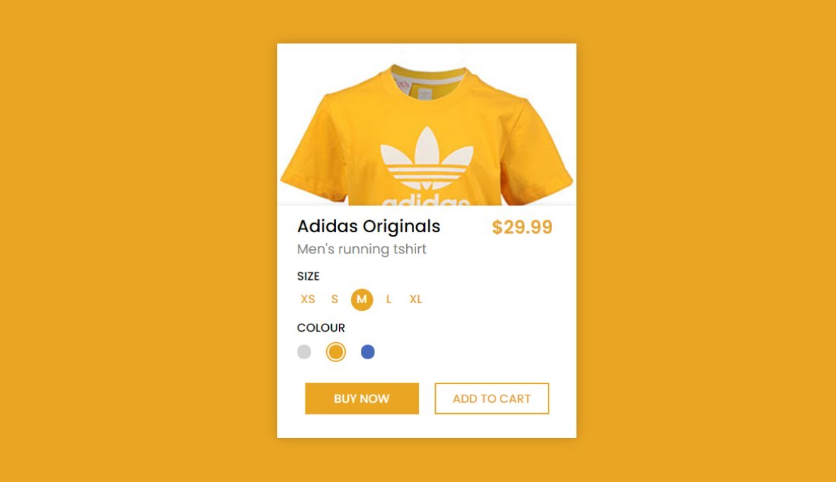 adidas
Adidas Originals $29.99
Men's running tshirt
SIZE
XS S M L XL
COLOUR
BUY NOW ADD TO CART